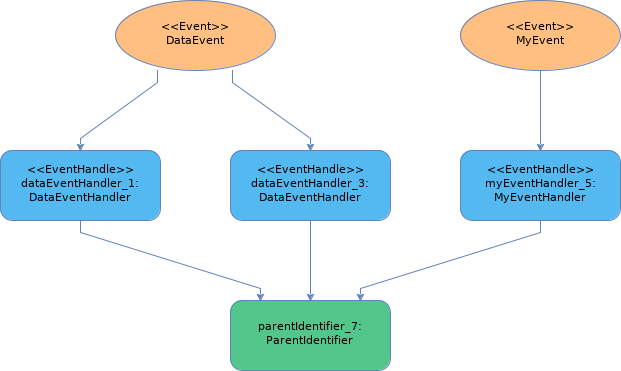 <<Event>>
DataEvent
<<Event>>
MyEvent
<<EventHandle>>
dataEventHandler_1:
DataEventHandler
<<EventHandle>>
dataEventHandler_3:
DataEventHandler
<<EventHandle>>
myEventHandler_5:
MyEventHandler
parentIdentifier_7:
ParentIdentifier